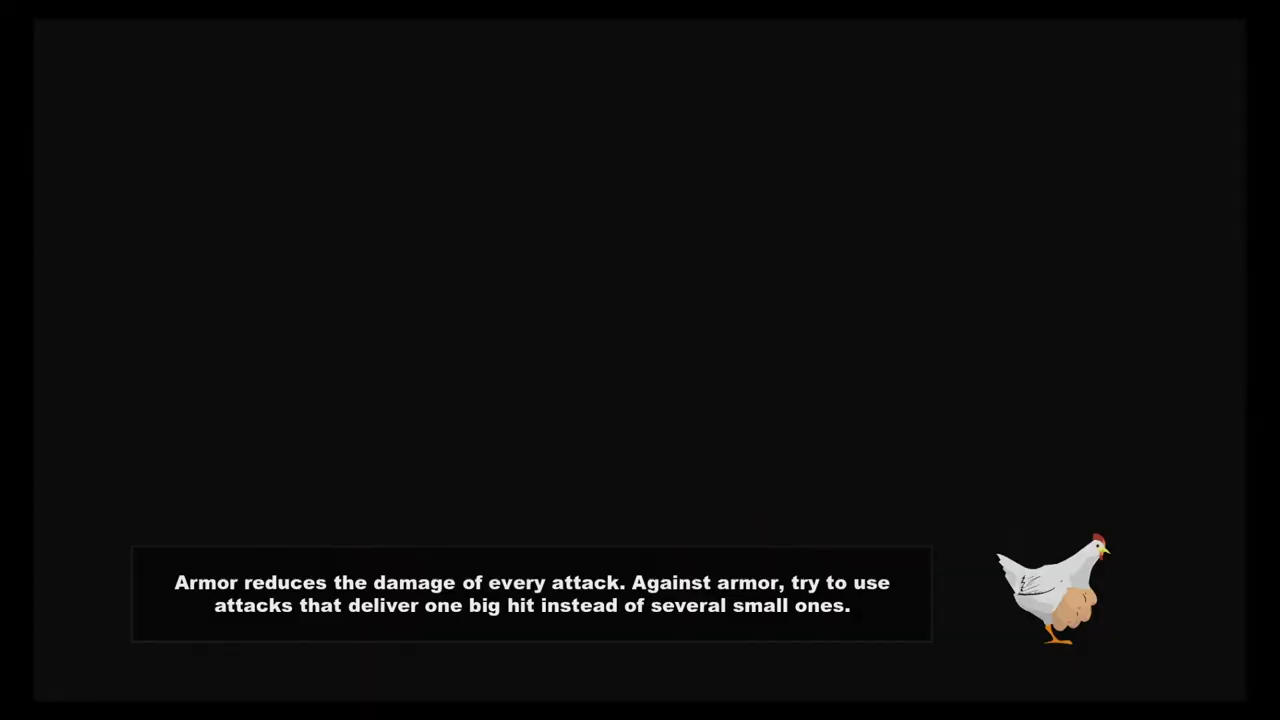 Armor reduces the damage of every attack. Against armor, try to use
attacks that deliver one big hit instead of several small ones.